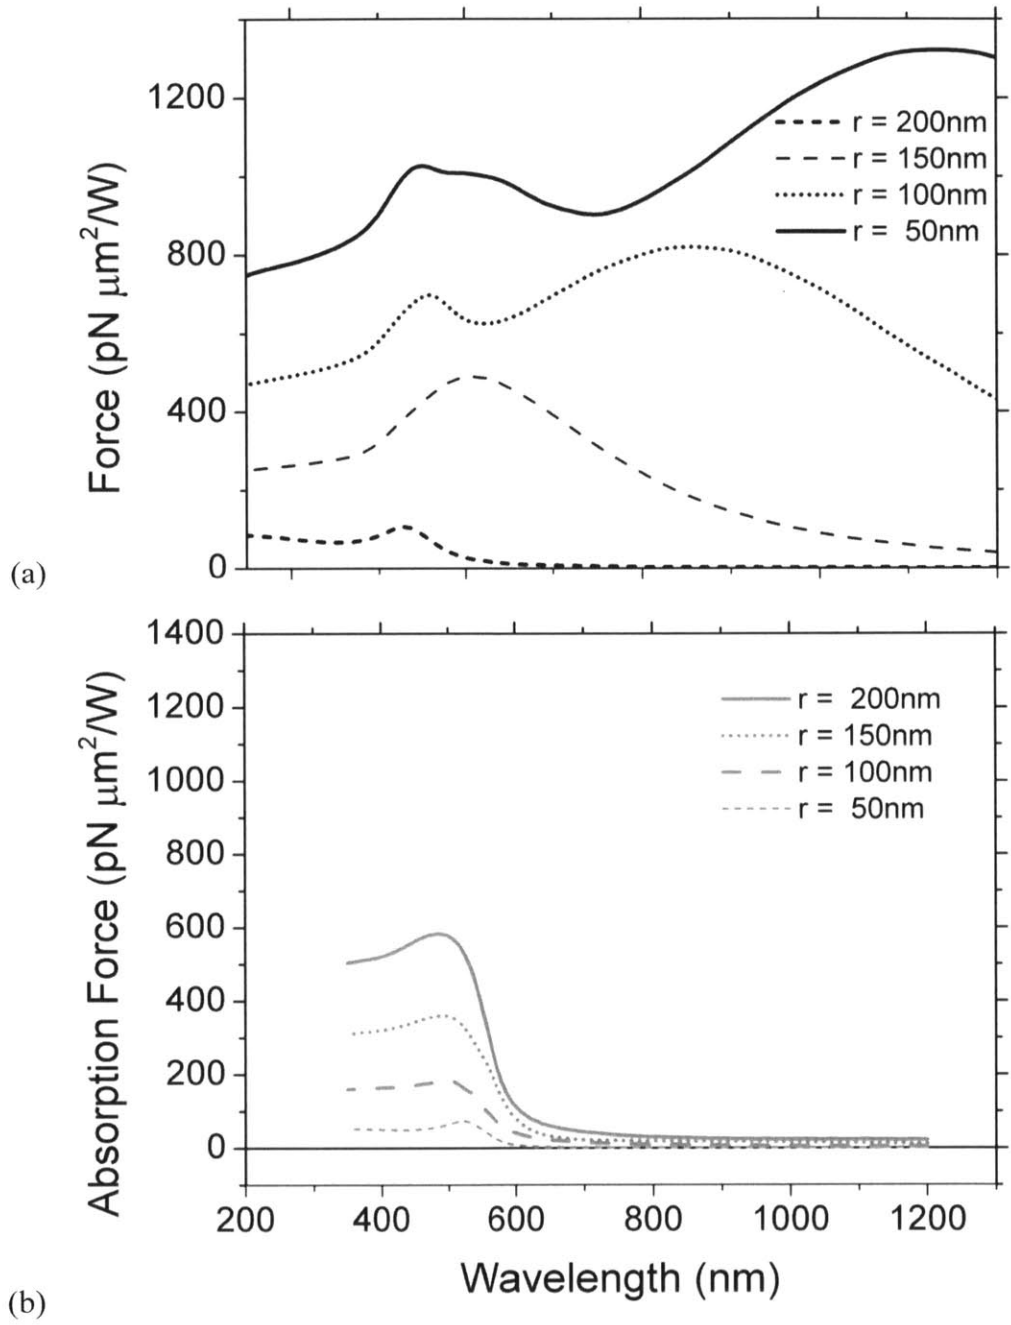 1200
800
400
0
Force (pN μm²/W)
r = 200nm
r = 150nm
r = 100nm
r = 50nm
(a)
1400
1200
1000
800
600
400
200
0
Absorption Force (pN μm²/W)
r = 200nm
r = 150nm
r = 100nm
r = 50nm
200 400 600 800 1000 1200
Wavelength (nm)
(b)